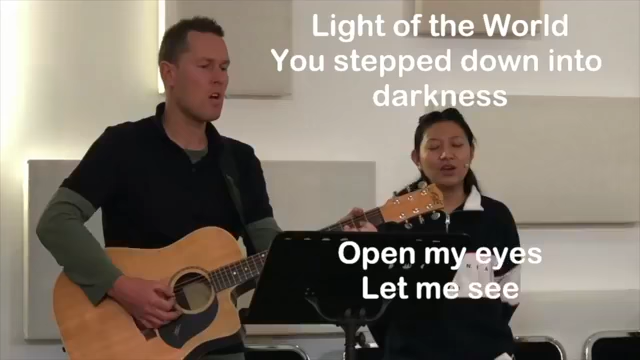 Light of the World
You stepped down into
darkness
Open my eyes
Let me see